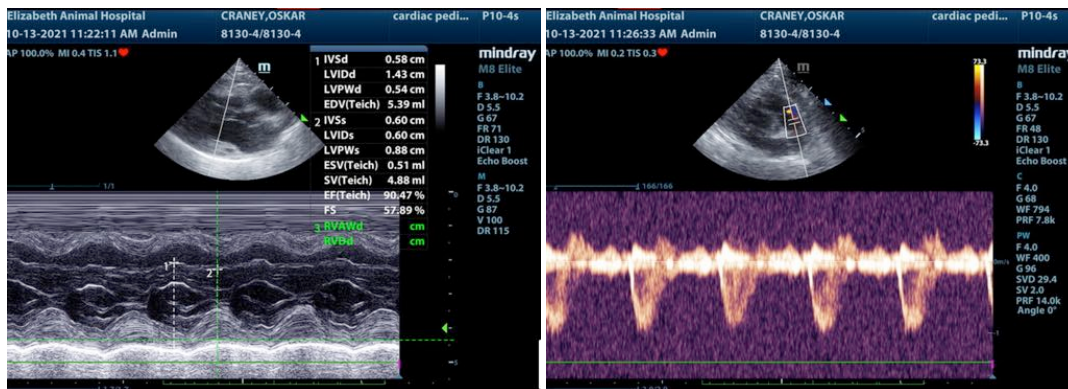 Elizabeth Animal Hospital CRANEY,OSKAR cardiac pedi... P10-4s
10-13-2021 11:22:11 AM Admin 8130-4/8130-4
AP 100.0% MI 0.4 TIS 1.1
m
mindray
M8 Elite
1 IVSd 0.58 cm
LVIDd 1.43 cm
LVPWd 0.54 cm
EDV(Teich) 5.39 ml
2 IVSs 0.60 cm
LVIDs 0.60 cm
LVPWs 0.88 cm
ESV(Teich) 0.51 ml
SV(Teich) 4.88 ml
EF(Teich) 90.47 %
FS 57.89 %
3 RVAWd cm
RVDd cm
B
F 3.8~10.2
D 5.5
G 67
FR 71
DR 130
iClear 1
Echo Boost
M
F 3.8~10.2
D 5.5
G 87
V 100
DR 115
1/1
1
2
Elizabeth Animal Hospital CRANEY,OSKAR cardiac pedi... P10-4s
10-13-2021 11:26:33 AM Admin 8130-4/8130-4
AP 100.0% MI 0.2 TIS 0.3
m
73.3
-73.3
mindray
M8 Elite
B
F 3.8~10.2
D 5.5
G 67
FR 48
DR 130
iClear 1
Echo Boost
C
F 4.0
G 68
WF 794
PRF 7.8k
PW
F 4.0
WF 400
G 96
SVD 29.4
SV 2.0
PRF 14.0k
Angle 0°
166/166
0m/s
-1